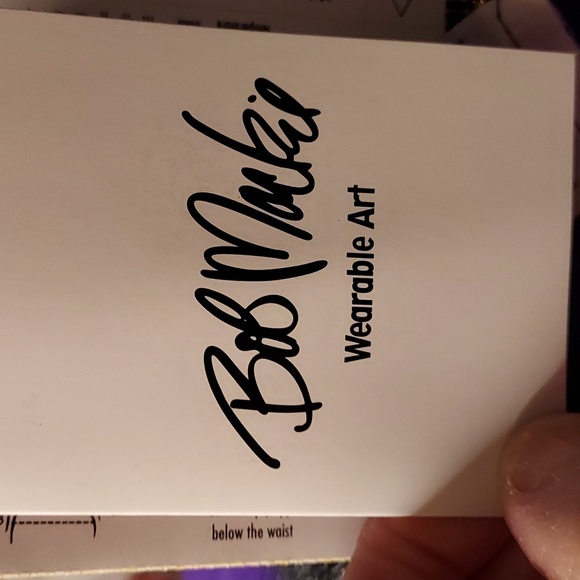 Bob Mackie
Wearable Art
below the waist